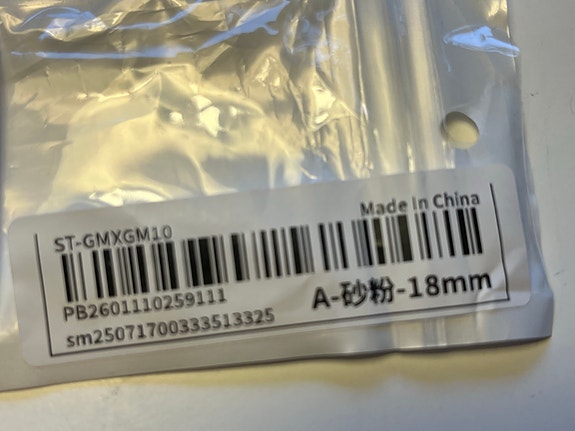 ST-GMXGM10
Made In China
PB2601110259111
A-砂粉-18mm
sm25071700333513325